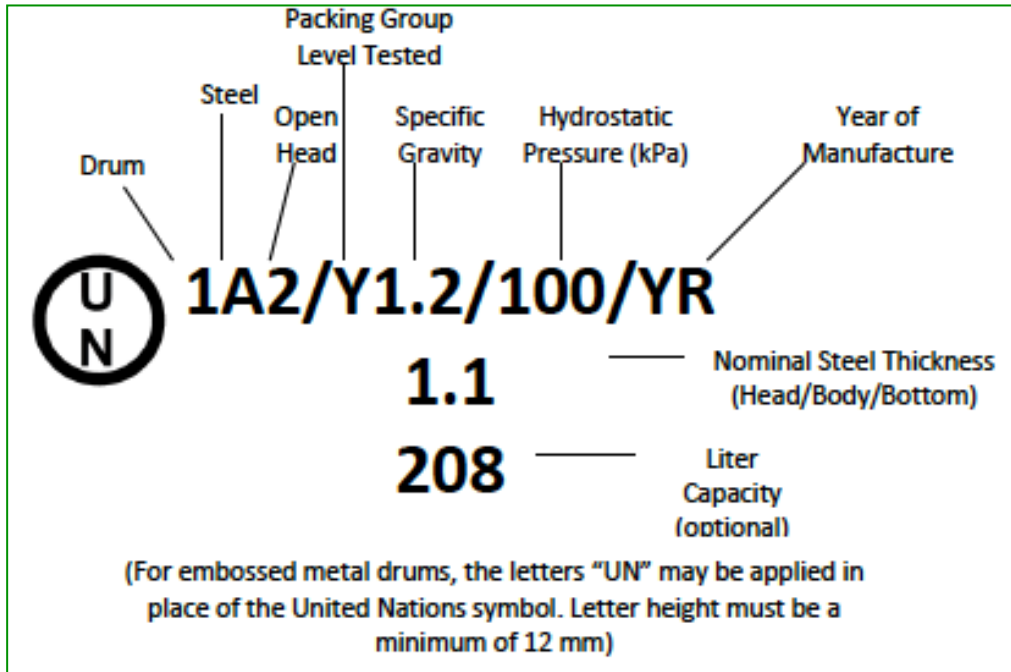 Packing Group
Level Tested
Steel
Open
Head
Specific
Gravity
Hydrostatic
Pressure (kPa)
Year of
Manufacture
Drum
U
N
1A2/Y1.2/100/YR
1.1
Nominal Steel Thickness
(Head/Body/Bottom)
208
Liter
Capacity
(optional)
(For embossed metal drums, the letters “UN” may be applied in
place of the United Nations symbol. Letter height must be a
minimum of 12 mm)